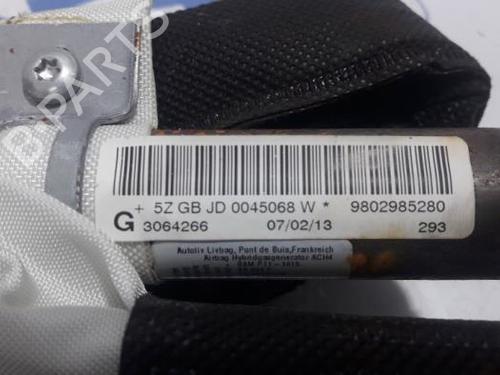 + 5Z GB JD 0045068 W * 9802985280
G 3064266 07/02/13 293
Autoliv Livbag, Pont de Buis, Frankreich
Airbag Hybridgasgenerator ACH4
B-PARTS